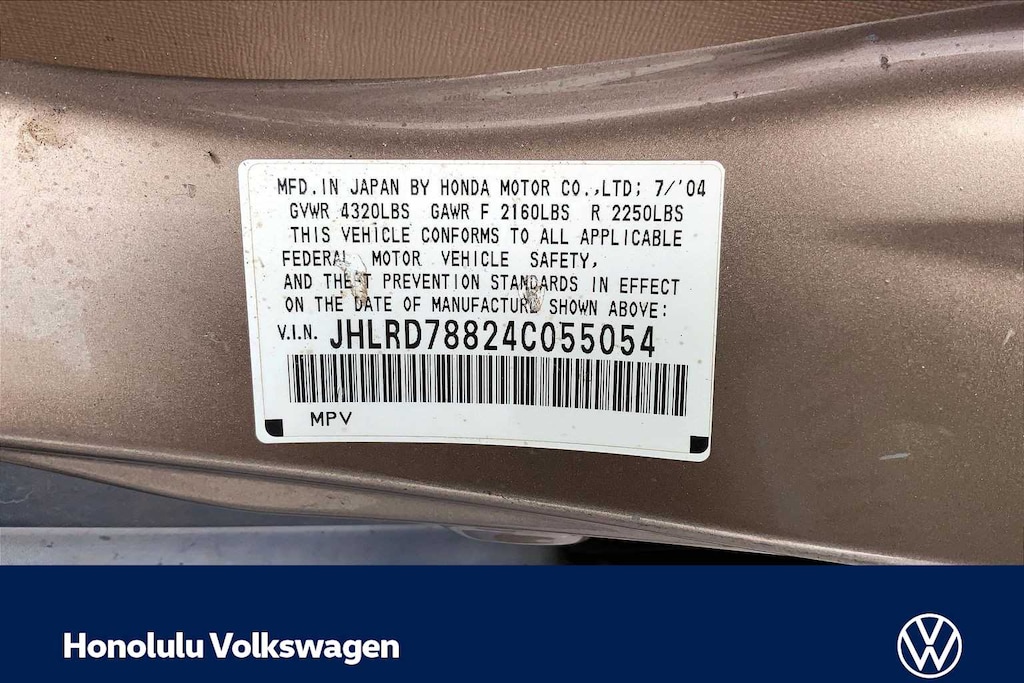 MFD. IN JAPAN BY HONDA MOTOR CO.,LTD; 7/'04
GVWR 4320LBS GAWR F 2160LBS R 2250LBS
THIS VEHICLE CONFORMS TO ALL APPLICABLE
FEDERAL MOTOR VEHICLE SAFETY,
AND THEFT PREVENTION STANDARDS IN EFFECT
ON THE DATE OF MANUFACTURE SHOWN ABOVE:
V.I.N. JHLRD78824C055054
MPV
Honolulu Volkswagen